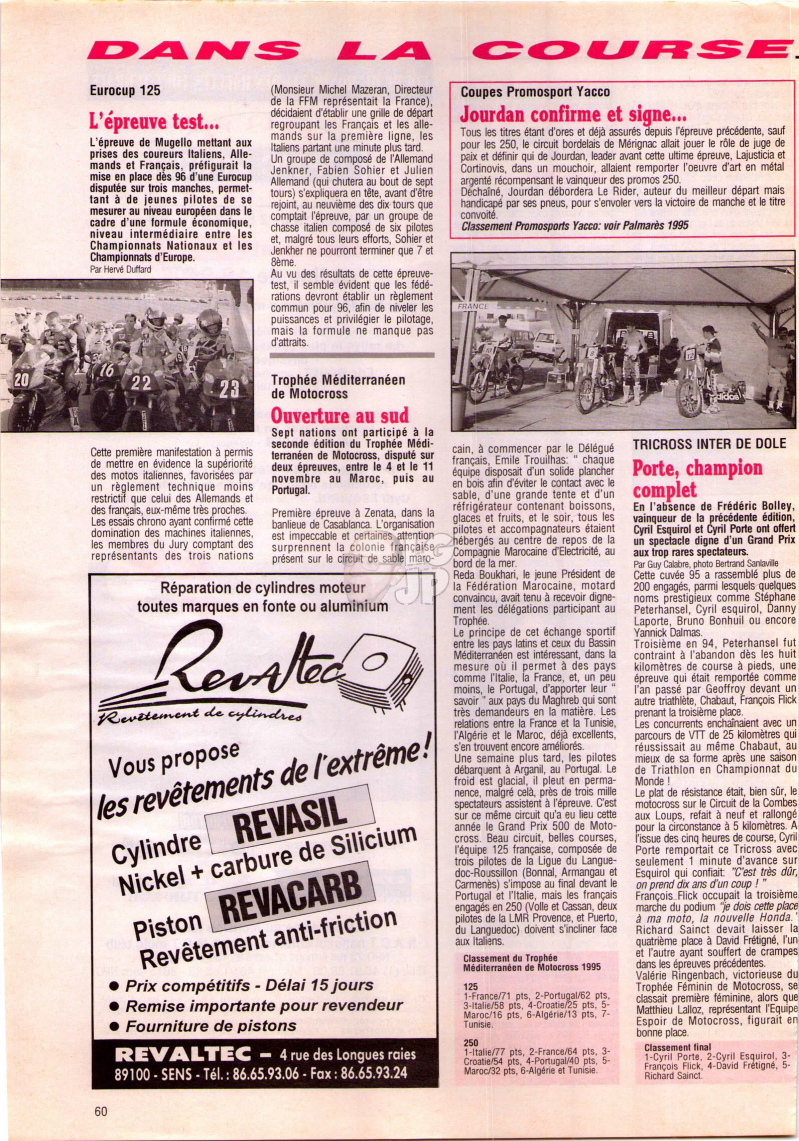 DANS LA COURSE
Eurocup 125
L'épreuve test...
L'épreuve de Mugello mettant aux
prises des coureurs Italiens, Alle-
mands et Français, préfigurait la
mise en place dès 96 d'une Eurocup
disputée sur trois manches, permet-
tant à de jeunes pilotes de se
mesurer au niveau européen dans le
cadre d'une formule économique,
niveau intermédiaire entre les
Championnats Nationaux et les
Championnats d'Europe.
Par Hervé Duffard
20
16
22
23
Cette première manifestation à permis
de mettre en évidence la supériorité
des motos italiennes, favorisées par
un règlement technique moins
restrictif que celui des Allemands et
des français, eux-même très proches.
Les essais chrono ayant confirmé cette
domination des machines italiennes,
les membres du Jury comptant des
représentants des trois nations
(Monsieur Michel Mazeran, Directeur
de la FFM représentait la France),
décidaient d'établir une grille de départ
regroupant les Français et les alle-
mands sur la première ligne, les
Italiens partant une minute plus tard.
Un groupe de composé de l'Allemand
Jenkner, Fabien Sohier et Julien
Allemand (qui chutera au bout de sept
tours) s'expliquera en tête, avant d'être
rejoint, au neuvième des dix tours que
comptait l'épreuve, par un groupe de
chasse italien composé de six pilotes
et, malgré tous leurs efforts, Sohier et
Jenkher ne pourront terminer que 7 et
8ème.
Au vu des résultats de cette épreuve-
test, il semble évident que les fédé-
rations devront établir un règlement
commun pour 96, afin de niveler les
puissances et privilégier le pilotage,
mais la formule ne manque pas
d'attraits.
Trophée Méditerranéen
de Motocross
Ouverture au sud
Sept nations ont participé à la
seconde édition du Trophée Médi-
terranéen de Motocross, disputé sur
deux épreuves, entre le 4 et le 11
novembre au Maroc, puis au
Portugal.
Première épreuve à Zenata, dans la
banlieue de Casablanca. L'organisation
est impeccable et certaines attention
surprennent la colonie française
présent sur le circuit de sable maro-
Coupes Promosport Yacco
Jourdan confirme et signe...
Tous les titres étant d'ores et déjà assurés depuis l'épreuve précédente, sauf
pour les 250, le circuit bordelais de Mérignac allait jouer le rôle de juge de
paix et définir qui de Jourdan, leader avant cette ultime épreuve, Lajusticia et
Cortinovis, dans un mouchoir, allaient remporter l'oeuvre d'art en métal
argenté récompensant le vainqueur des promos 250.
Déchaîné, Jourdan débordera Le Rider, auteur du meilleur départ mais
handicapé par ses pneus, pour s'envoler vers la victoire de manche et le titre
convoité.
Classement Promosports Yacco: voir Palmarès 1995
FRANCE
adidas
cain, à commencer par le Délégué
français, Emile Trouilhas: " chaque
équipe disposait d'un solide plancher
en bois afin d'éviter le contact avec le
sable, d'une grande tente et d'un
réfrigérateur contenant boissons,
glaces et fruits, et le soir, tous les
pilotes et accompagnateurs étaient
hébergés au centre de repos de la
Compagnie Marocaine d'Electricité, au
bord de la mer.
Reda Boukhari, le jeune Président de
la Fédération Marocaine, motard
convaincu, avait tenu à recevoir digne-
ment les délégations participant au
Trophée.
Le principe de cet échange sportif
entre les pays latins et ceux du Bassin
Méditerranéen est intéressant, dans la
mesure où il permet à des pays
comme l'Italie, la France, et, un peu
moins, le Portugal, d'apporter leur "
savoir " aux pays du Maghreb qui sont
très demandeurs en la matière. Les
relations entre la France et la Tunisie,
l'Algérie et le Maroc, déjà excellents,
s'en trouvent encore améliorés.
Une semaine plus tard, les pilotes
débarquent à Arganil, au Portugal. Le
froid est glacial, il pleut en perma-
nence, malgré celà, près de trois mille
spectateurs assistent à l'épreuve. C'est
sur ce même circuit qu'a eu lieu cette
année le Grand Prix 500 de Moto-
cross. Beau circuit, belles courses,
l'équipe 125 française, composée de
trois pilotes de la Ligue du Langue-
doc-Roussillon (Bonnal, Armangau et
Carmenès) s'impose au final devant le
Portugal et l'Italie, mais les français
engagés en 250 (Volle et Cassan, deux
pilotes de la LMR Provence, et Puerto,
du Languedoc) doivent s'incliner face
aux Italiens.
Classement du Trophée
Méditerranéen de Motocross 1995
125
1-France/71 pts, 2-Portugal/62 pts,
3-Italie/58 pts, 4-Croatie/25 pts, 5-
Maroc/16 pts, 6-Algérie/13 pts, 7-
Tunisie.
250
1-Italie/77 pts, 2-France/64 pts, 3-
Croatie/54 pts, 4-Portugal/40 pts, 5-
Maroc/32 pts, 6-Algérie et Tunisie.
TRICROSS INTER DE DOLE
Porte, champion
complet
En l'absence de Frédéric Bolley,
vainqueur de la précédente édition,
Cyril Esquirol et Cyril Porte ont offert
un spectacle digne d'un Grand Prix
aux trop rares spectateurs.
Par Guy Calabre, photo Bertrand Sanlaville
Cette cuvée 95 a rassemblé plus de
200 engagés, parmi lesquels quelques
noms prestigieux comme Stéphane
Peterhansel, Cyril esquirol, Danny
Laporte, Bruno Bonhuil ou encore
Yannick Dalmas.
Troisième en 94, Peterhansel fut
contraint à l'abandon dès les huit
kilomètres de course à pieds, une
épreuve qui était remportée comme
l'an passé par Geoffroy devant un
autre triathlète, Chabaut, François Flick
prenant la troisième place.
Les concurrents enchaînaient avec un
parcours de VTT de 25 kilomètres qui
réussissait au même Chabaut, au
mieux de sa forme après une saison
de Triathlon en Championnat du
Monde !
Le plat de résistance était, bien sûr, le
motocross sur le Circuit de la Combes
aux Loups, refait à neuf et rallongé
pour la circonstance à 5 kilomètres. A
l'issue des cinq heures de course, Cyril
Porte remportait ce Tricross avec
seulement 1 minute d'avance sur
Esquirol qui confiait: "C'est très dûr,
on prend dix ans d'un coup ! "
François Flick occupait la troisième
marche du podium "je dois cette place
à ma moto, la nouvelle Honda."
Richard Sainct devait laisser la
quatrième place à David Frétigné, l'un
et l'autre ayant souffert de crampes
dans les épreuves précédentes.
Valérie Ringenbach, victorieuse du
Trophée Féminin de Motocross, se
classait première féminine, alors que
Matthieu Lalloz, représentant l'Equipe
Espoir de Motocross, figurait en
bonne place.
Classement final
1-Cyril Porte, 2-Cyril Esquirol, 3-
François Flick, 4-David Frétigné, 5-
Richard Sainct.
Réparation de cylindres moteur
toutes marques en fonte ou aluminium
Revaltec
Revêtement de cylindres
Vous propose
les revêtements de l'extrême!
Cylindre REVASIL
Nickel + carbure de Silicium
Piston REVACARB
Revêtement anti-friction
● Prix compétitifs - Délai 15 jours
● Remise importante pour revendeur
● Fourniture de pistons
REVALTEC – 4 rue des Longues raies
89100 - SENS - Tél. : 86.65.93.06 - Fax : 86.65.93.24
60